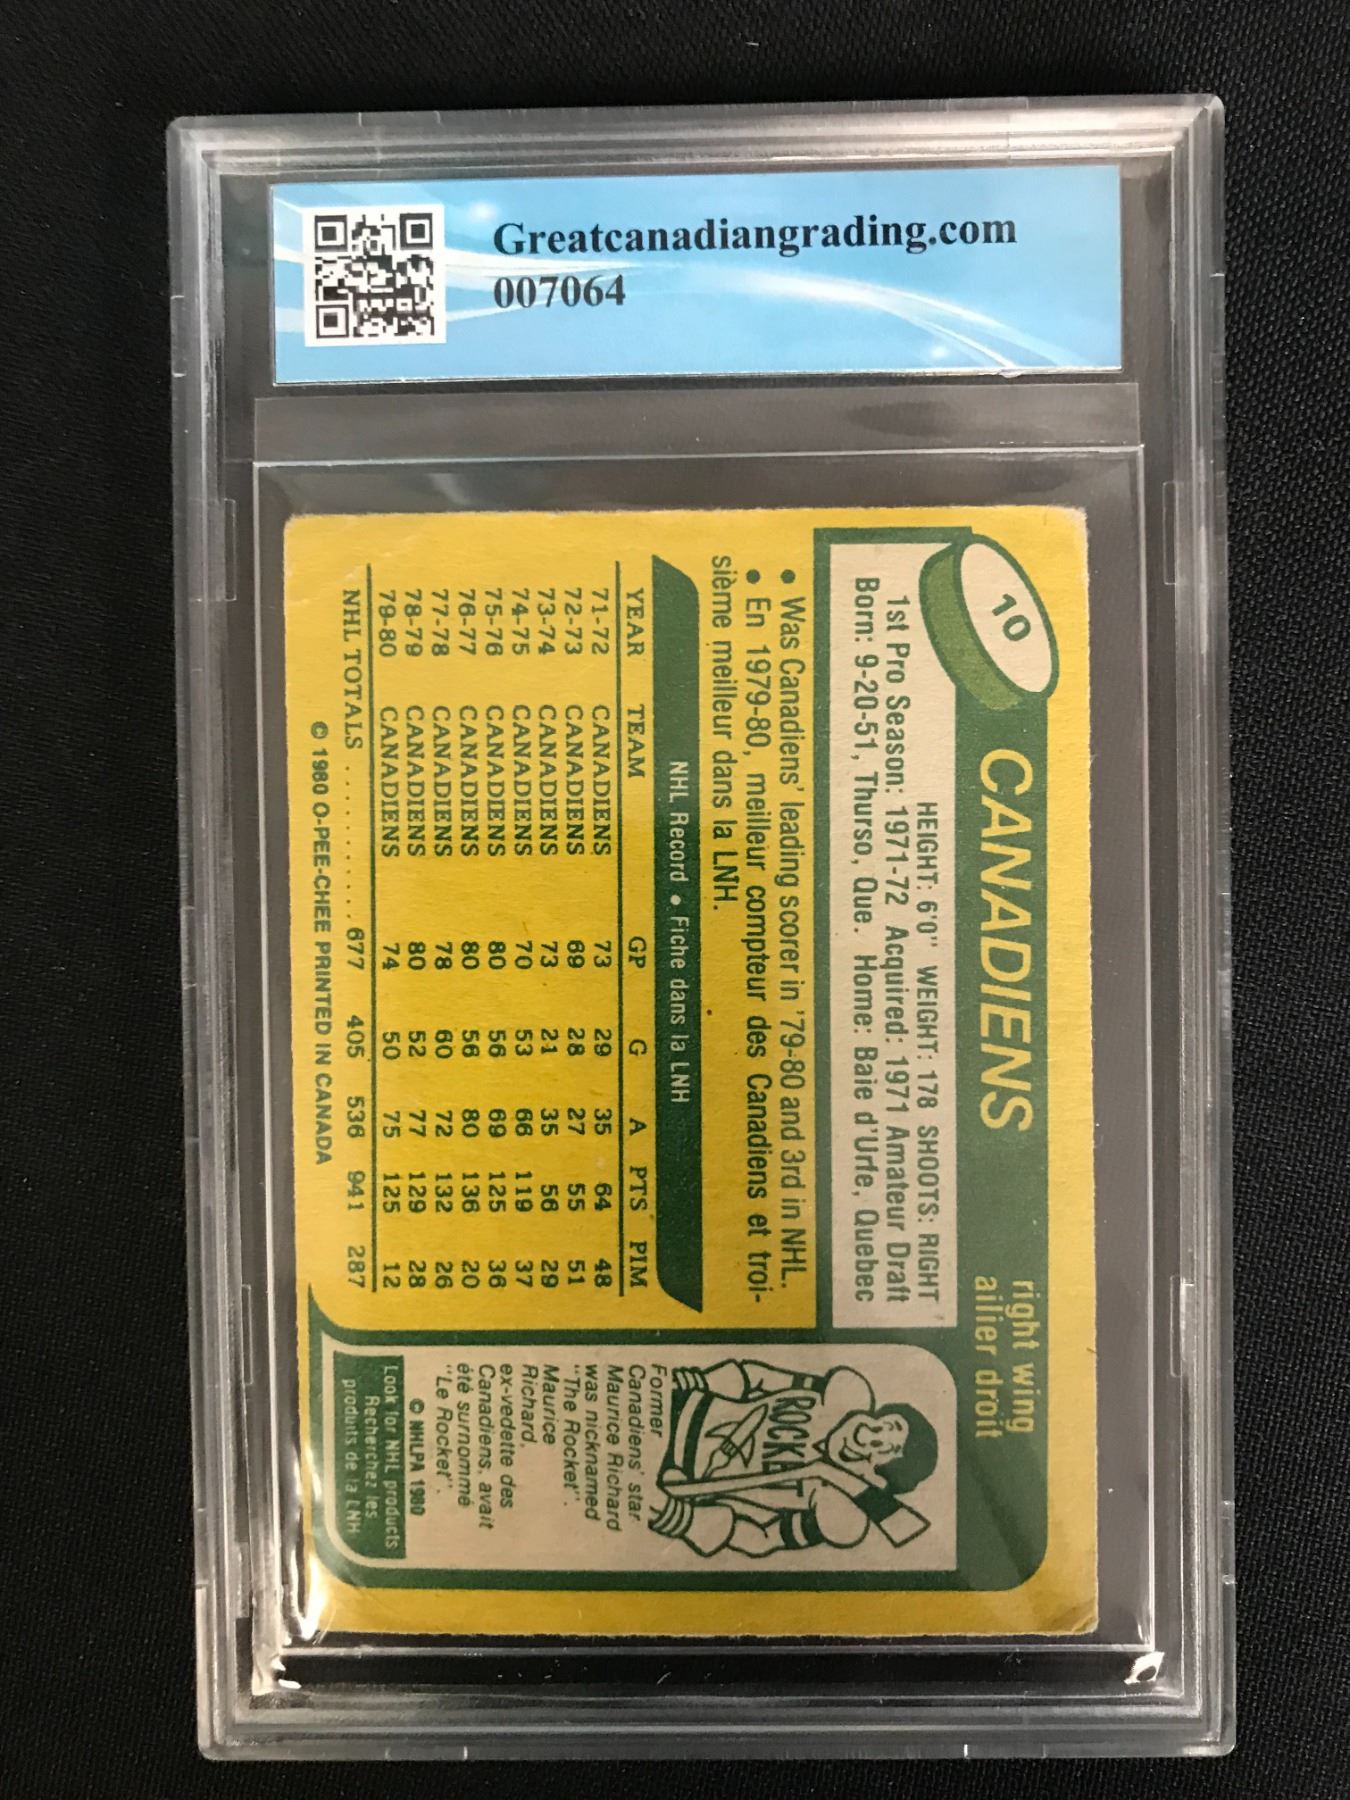 Greatcanadiangrading.com
007064
10
CANADIENS
right wing
ailier droit
HEIGHT: 6'0" WEIGHT: 178 SHOOTS: RIGHT
1st Pro Season: 1971-72 Acquired: 1971 Amateur Draft
Born: 9-20-51, Thurso, Que. Home: Baie d'Urfe, Quebec
• Was Canadiens' leading scorer in '79-80 and 3rd in NHL.
• En 1979-80, meilleur compteur des Canadiens et troi-
sième meilleur dans la LNH.
NHL Record • Fiche dans la LNH
YEAR TEAM GP G A PTS PIM
71-72 CANADIENS 73 29 35 64 48
72-73 CANADIENS 69 28 27 55 51
73-74 CANADIENS 73 21 35 56 29
74-75 CANADIENS 70 53 66 119 37
75-76 CANADIENS 80 56 69 125 36
76-77 CANADIENS 80 56 80 136 20
77-78 CANADIENS 78 60 72 132 26
78-79 CANADIENS 80 52 77 129 28
79-80 CANADIENS 74 50 75 125 12
NHL TOTALS .......... 677 405 536 941 287
© 1980 O-PEE-CHEE PRINTED IN CANADA
ROCKET
Former
Canadiens' star
Maurice Richard
was nicknamed
"The Rocket".
Maurice
Richard,
ex-vedette des
Canadiens, avait
été surnommé
"Le Rocket".
© NHLPA 1980
Look for NHL products
Recherchez les
produits de la LNH